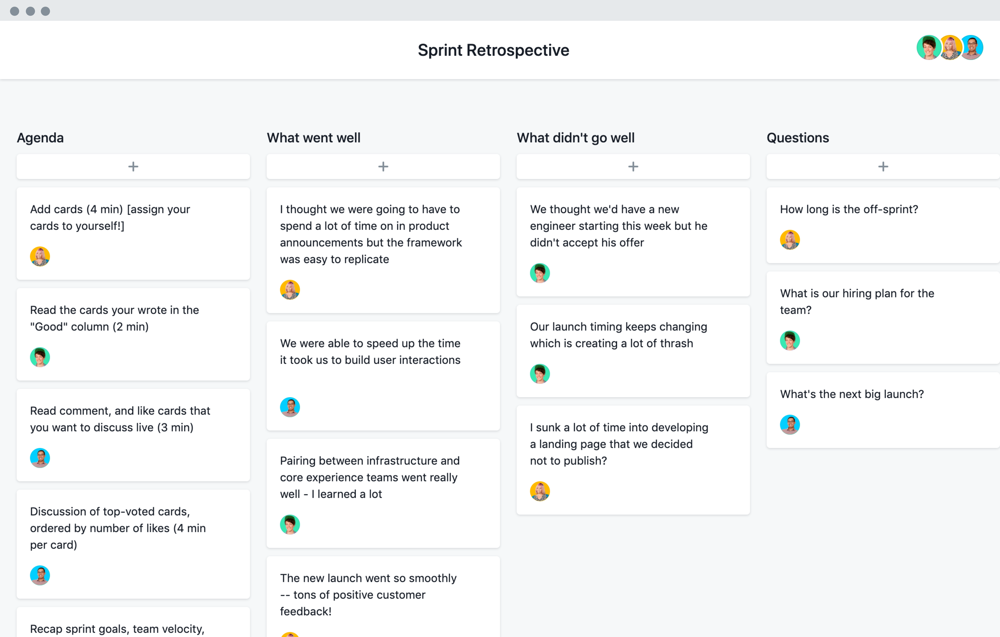 Sprint Retrospective
Agenda
Add cards (4 min) [assign your
cards to yourself!]
Read the cards your wrote in the
"Good" column (2 min)
Read comment, and like cards that
you want to discuss live (3 min)
Discussion of top-voted cards,
ordered by number of likes (4 min
per card)
Recap sprint goals, team velocity,
What went well
I thought we were going to have to
spend a lot of time on in product
announcements but the framework
was easy to replicate
We were able to speed up the time
it took us to build user interactions
Pairing between infrastructure and
core experience teams went really
well - I learned a lot
The new launch went so smoothly
-- tons of positive customer
feedback!
What didn't go well
We thought we'd have a new
engineer starting this week but he
didn't accept his offer
Our launch timing keeps changing
which is creating a lot of thrash
I sunk a lot of time into developing
a landing page that we decided
not to publish?
Questions
How long is the off-sprint?
What is our hiring plan for the
team?
What's the next big launch?